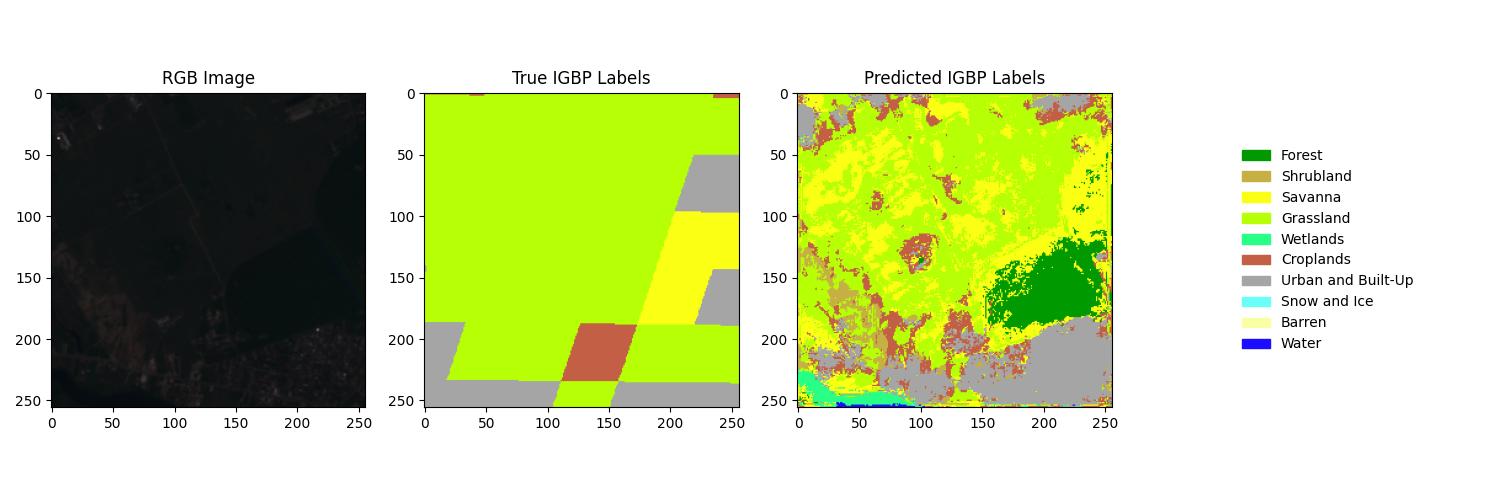 RGB Image
0
50
100
150
200
250
0 50 100 150 200 250
True IGBP Labels
0
50
100
150
200
250
0 50 100 150 200 250
Predicted IGBP Labels
0
50
100
150
200
250
0 50 100 150 200 250
Forest
Shrubland
Savanna
Grassland
Wetlands
Croplands
Urban and Built-Up
Snow and Ice
Barren
Water